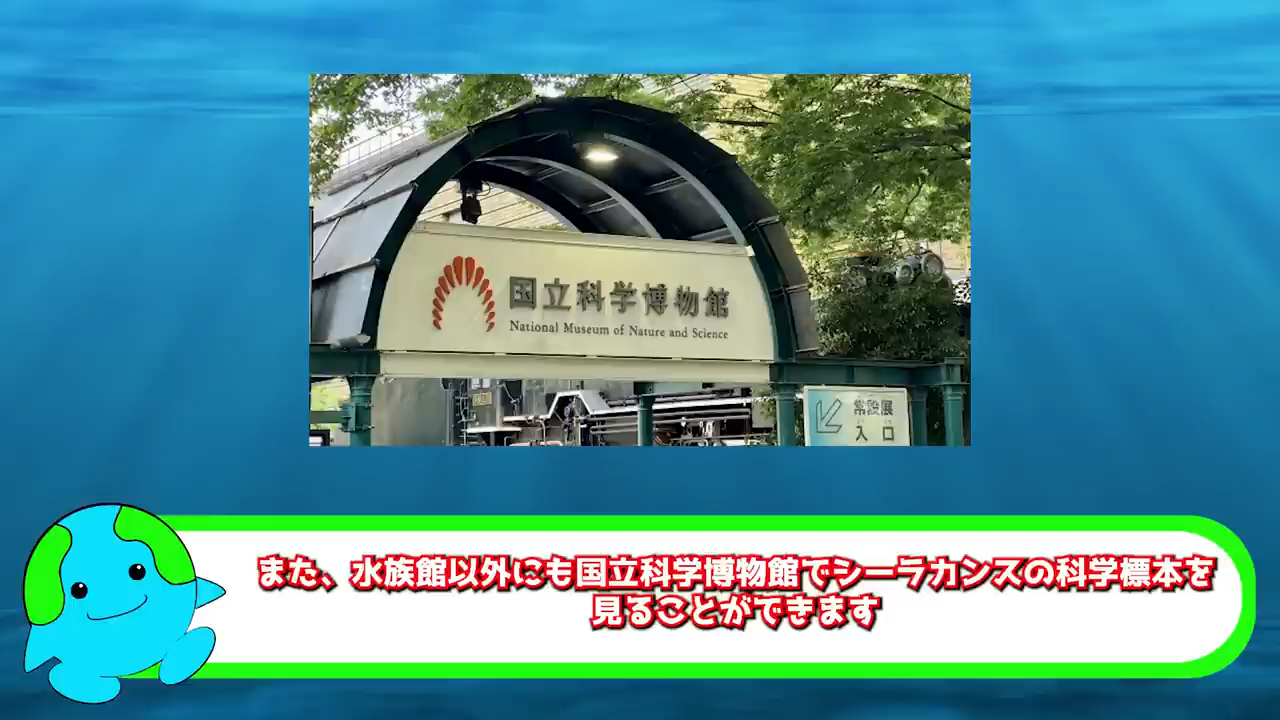 国立科学博物館
National Museum of Nature and Science
常設展
入口
また、水族館以外にも国立科学博物館でシーラカンスの科学標本を
見ることができます